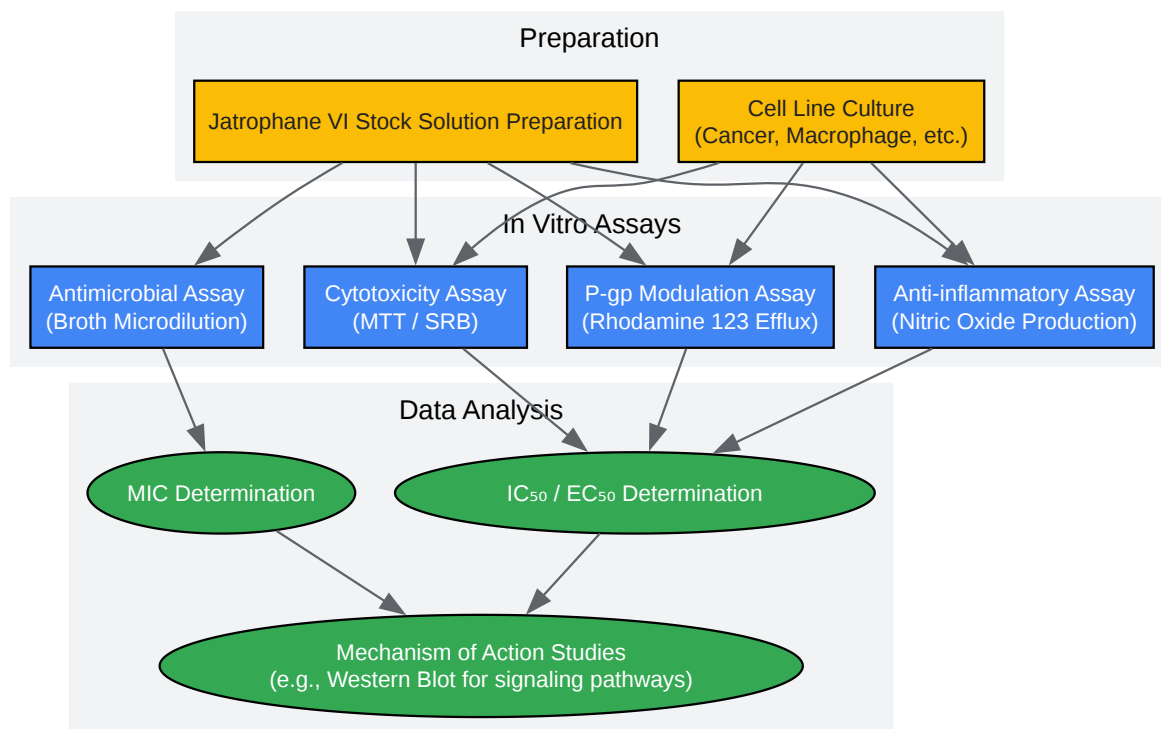 Preparation
Jatrophane VI Stock Solution Preparation
Cell Line Culture
(Cancer, Macrophage, etc.)
In Vitro Assays
Antimicrobial Assay
(Broth Microdilution)
Cytotoxicity Assay
(MTT / SRB)
P-gp Modulation Assay
(Rhodamine 123 Efflux)
Anti-inflammatory Assay
(Nitric Oxide Production)
Data Analysis
MIC Determination
IC₅₀ / EC₅₀ Determination
Mechanism of Action Studies
(e.g., Western Blot for signaling pathways)